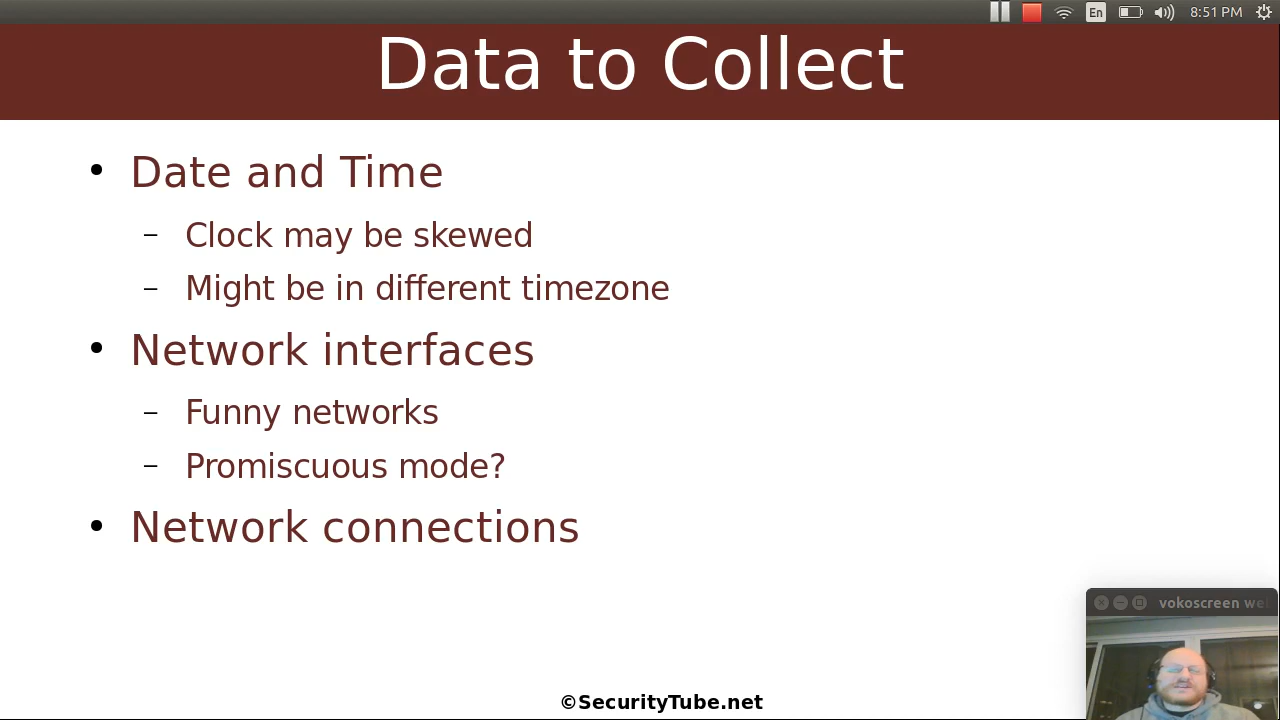 En 8:51 PM
Data to Collect
• Date and Time
– Clock may be skewed
– Might be in different timezone
• Network interfaces
– Funny networks
– Promiscuous mode?
• Network connections
vokoscreen we
©SecurityTube.net